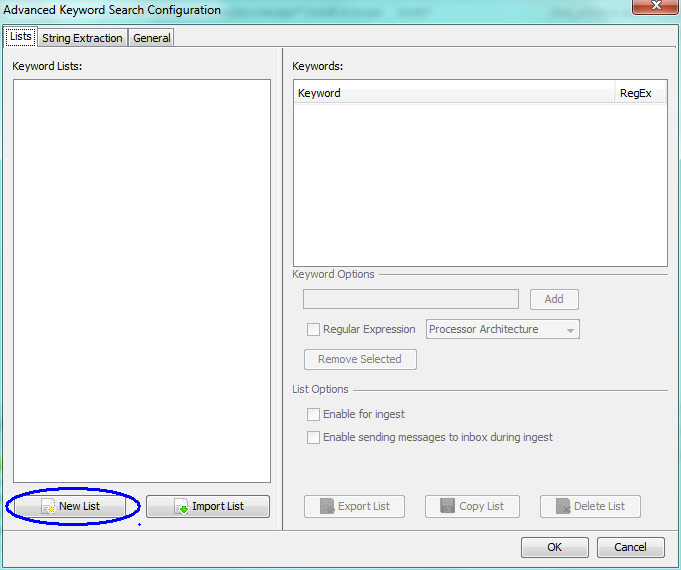 Advanced Keyword Search Configuration
Lists String Extraction General
Keyword Lists:
Keywords:
Keyword RegEx
Keyword Options
Add
Regular Expression Processor Architecture
Remove Selected
List Options
Enable for ingest
Enable sending messages to inbox during ingest
New List Import List Export List Copy List Delete List
OK Cancel